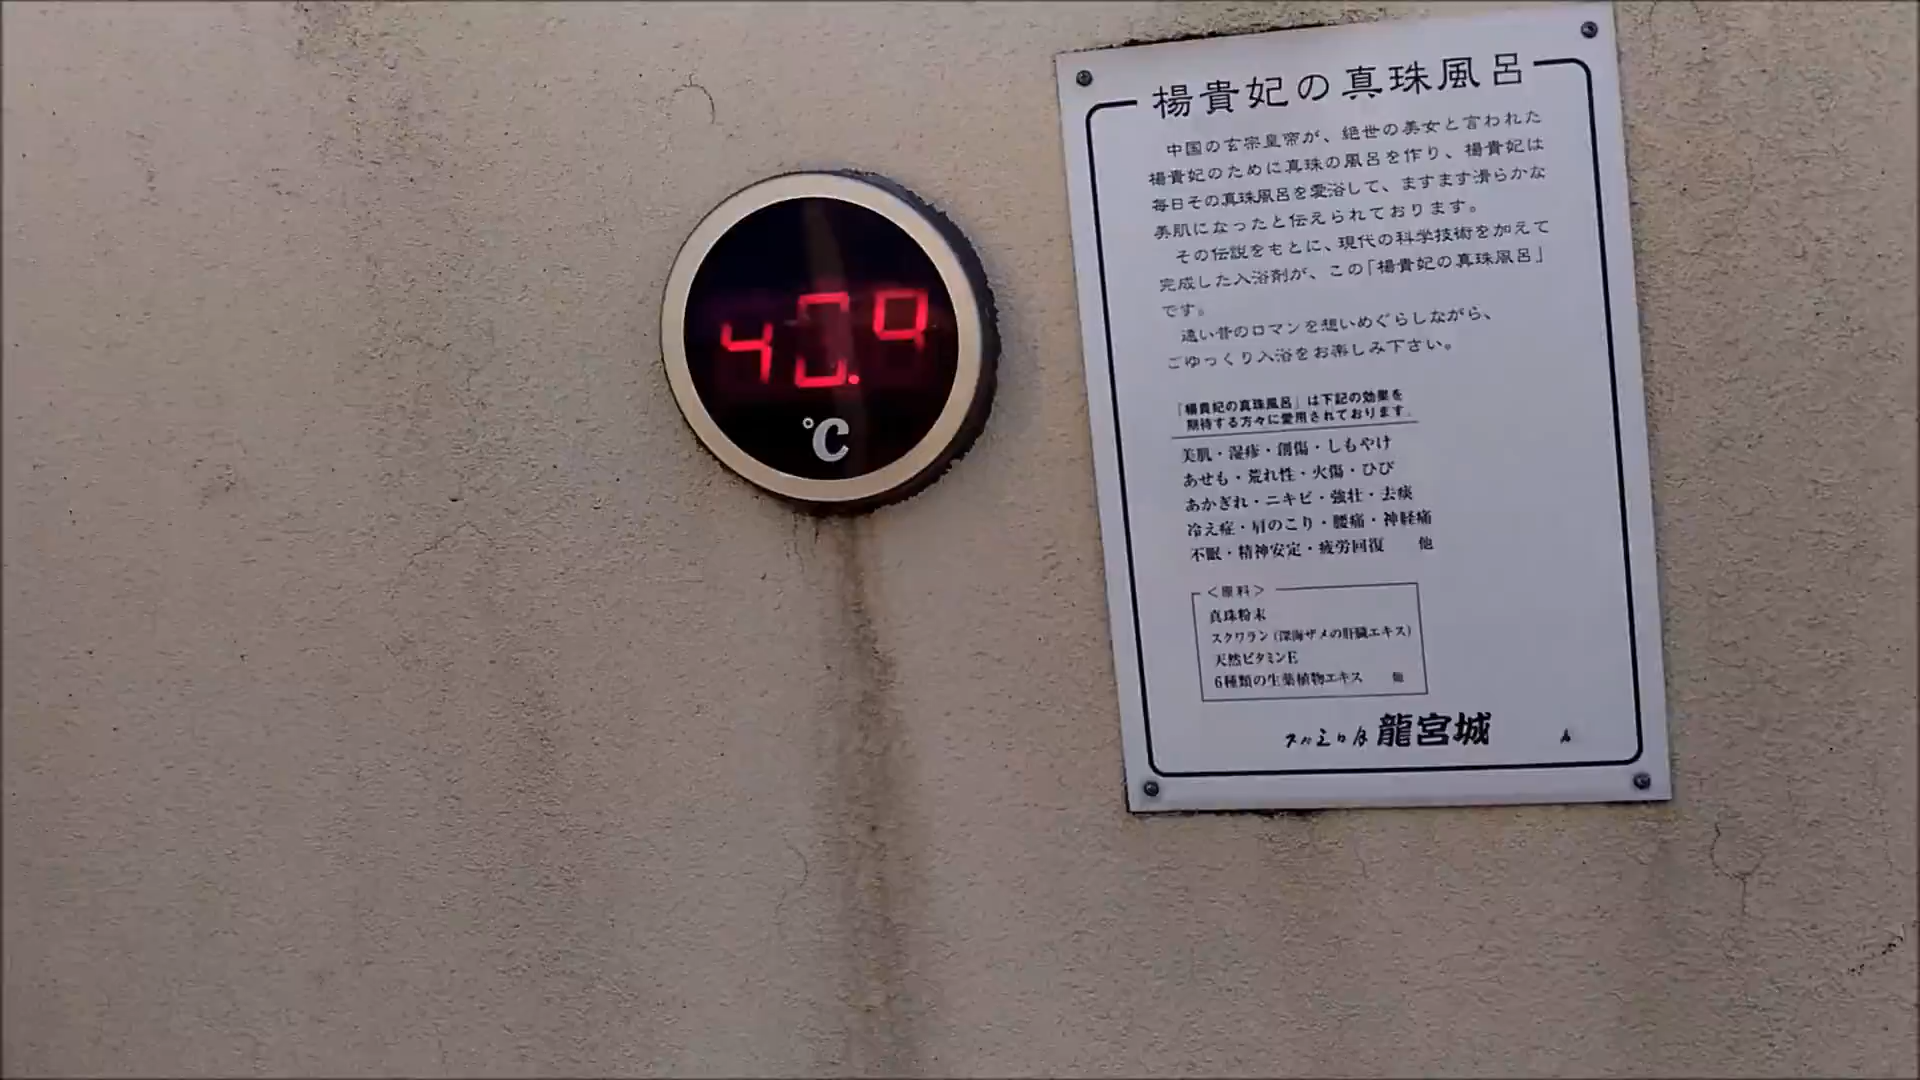 40.9
℃
楊貴妃の真珠風呂
中国の玄宗皇帝が、絶世の美女と言われた
楊貴妃のために真珠の風呂を作り、楊貴妃は
毎日その真珠風呂を愛浴して、ますます滑らかな
美肌になったと伝えられております。
その伝説をもとに、現代の科学技術を加えて
完成した入浴剤が、この「楊貴妃の真珠風呂」
です。
遠い昔のロマンを想いめぐらしながら、
ごゆっくり入浴をお楽しみ下さい。
「楊貴妃の真珠風呂」は下記の効果を
期待する方々に愛用されております。
美肌・湿疹・創傷・しもやけ
あせも・荒れ性・火傷・ひび
あかぎれ・ニキビ・強壮・去痰
冷え症・肩のこり・腰痛・神経痛
不眠・精神安定・疲労回復 他
＜原料＞
真珠粉末
スクワラン（深海ザメの肝臓エキス）
天然ビタミンE
6種類の生薬植物エキス 他
龍宮城